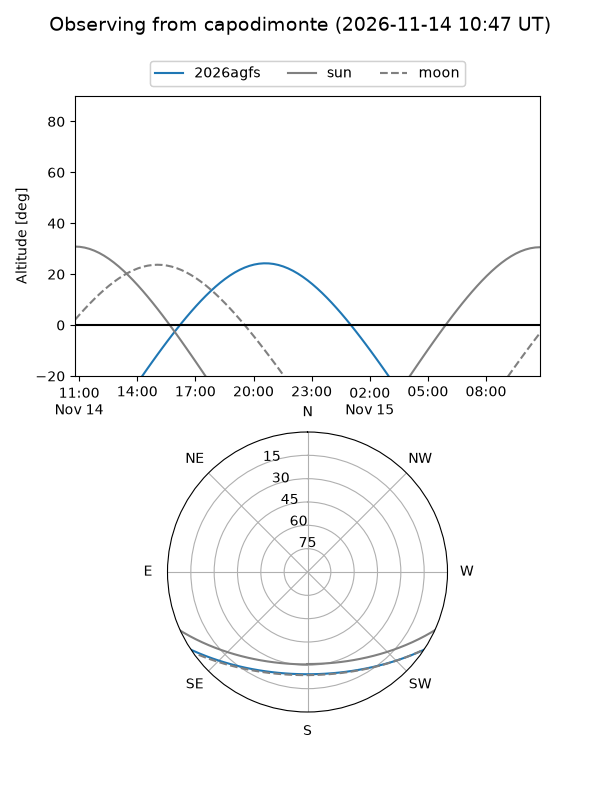 Observing from capodimonte (2026-11-14 10:47 UT)
2026agfs sun moon
Altitude [deg]
80
60
40
20
0
−20
11:00 14:00 17:00 20:00 23:00 02:00 05:00 08:00
Nov 14 Nov 15
N
NE NW
15
30
45
60
75
E W
SE SW
S